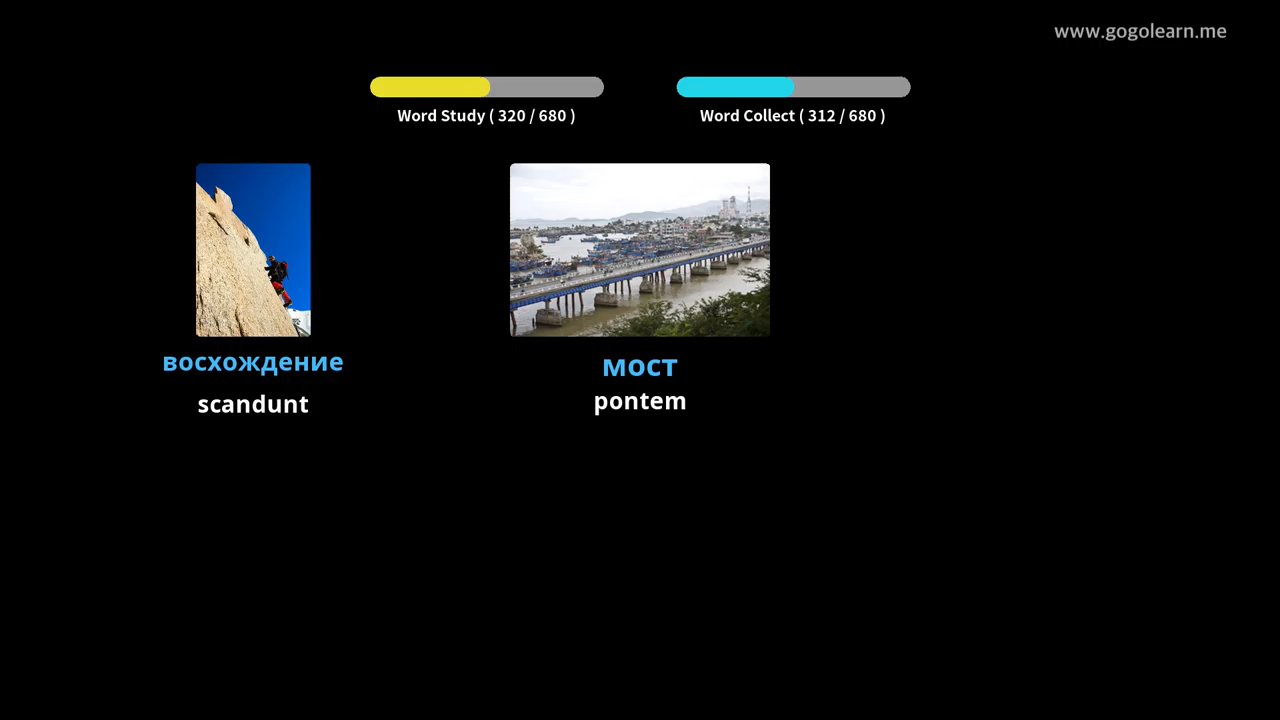 www.gogolearn.me
Word Study ( 320 / 680 )
Word Collect ( 312 / 680 )
восхождение
scandunt
мост
pontem